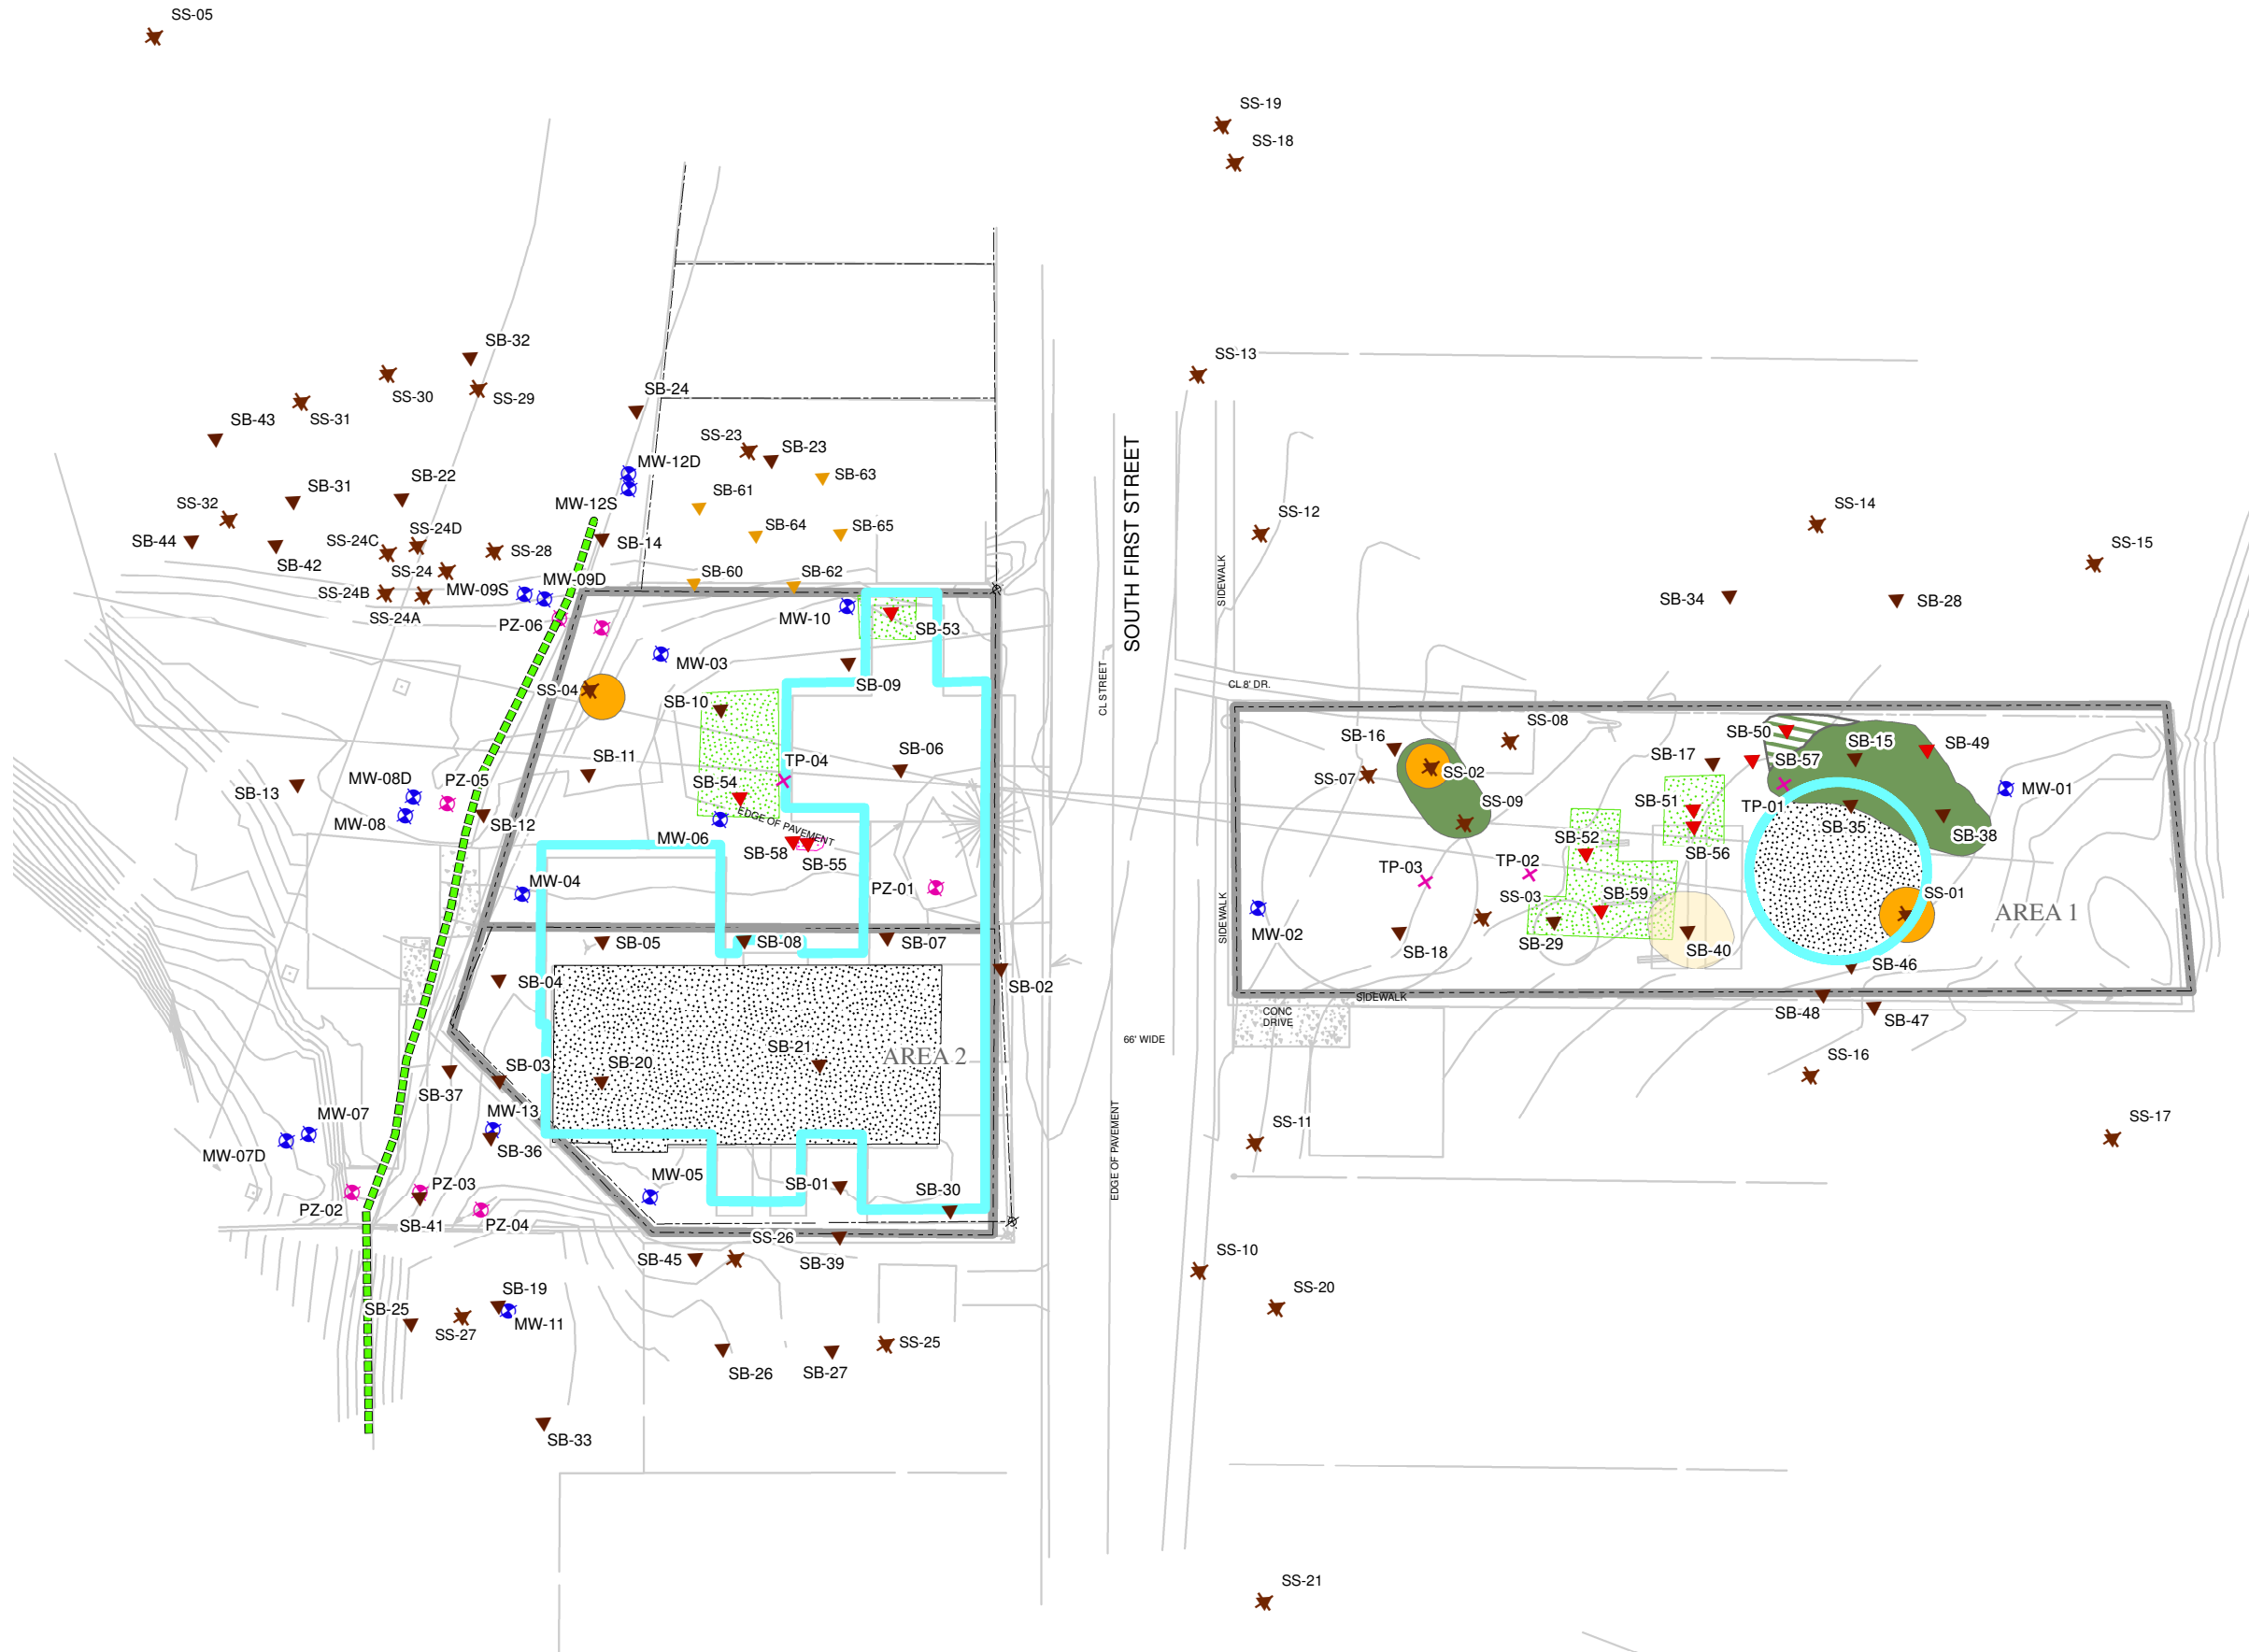 SS-05
SS-19
SS-18
SB-32
SS-13
SS-30
SS-29
SB-24
SS-31
SB-43
SS-23
SB-23
MW-12D
SB-63
SB-22
SB-31
SB-61
SS-32
MW-12S
SS-12
SS-14
SS-24D
SB-64
SB-65
SS-24C
SB-14
SB-44
SS-28
SS-15
SB-42
SS-24
SB-60
SB-62
MW-09D
MW-09S
SS-24B
SB-34
SB-28
SS-24A
PZ-06
MW-10
SB-53
SOUTH FIRST STREET
SIDEWALK
MW-03
CL STREET
CL 8' DR.
SS-04
SB-09
SB-10
SS-08
SB-16
SB-50
SB-15
SB-49
SB-11
SB-06
SB-17
TP-04
SB-57
SS-07
SS-02
MW-08D
PZ-05
SB-54
SB-13
MW-01
SS-09
SB-51
TP-01
EDGE OF PAVEMENT
MW-08
SB-12
SB-35
SB-38
MW-06
SB-52
SB-58
SB-55
SB-56
TP-03
TP-02
MW-04
PZ-01
SS-03
SB-59
SS-01
AREA 1
SIDEWALK
MW-02
SB-05
SB-08
SB-07
SB-29
SB-18
SB-40
SB-46
SB-04
SB-02
SIDEWALK
CONC
DRIVE
SB-48
SB-47
66' WIDE
SB-21
AREA 2
SS-16
SB-03
SB-20
SB-37
MW-07
MW-13
SS-11
SS-17
SB-36
MW-07D
EDGE OF PAVEMENT
MW-05
PZ-03
SB-01
SB-30
PZ-02
SB-41
PZ-04
SS-26
SS-10
SB-45
SB-39
SB-19
SS-20
SB-25
SS-27
MW-11
SS-25
SB-26
SB-27
SB-33
SS-21